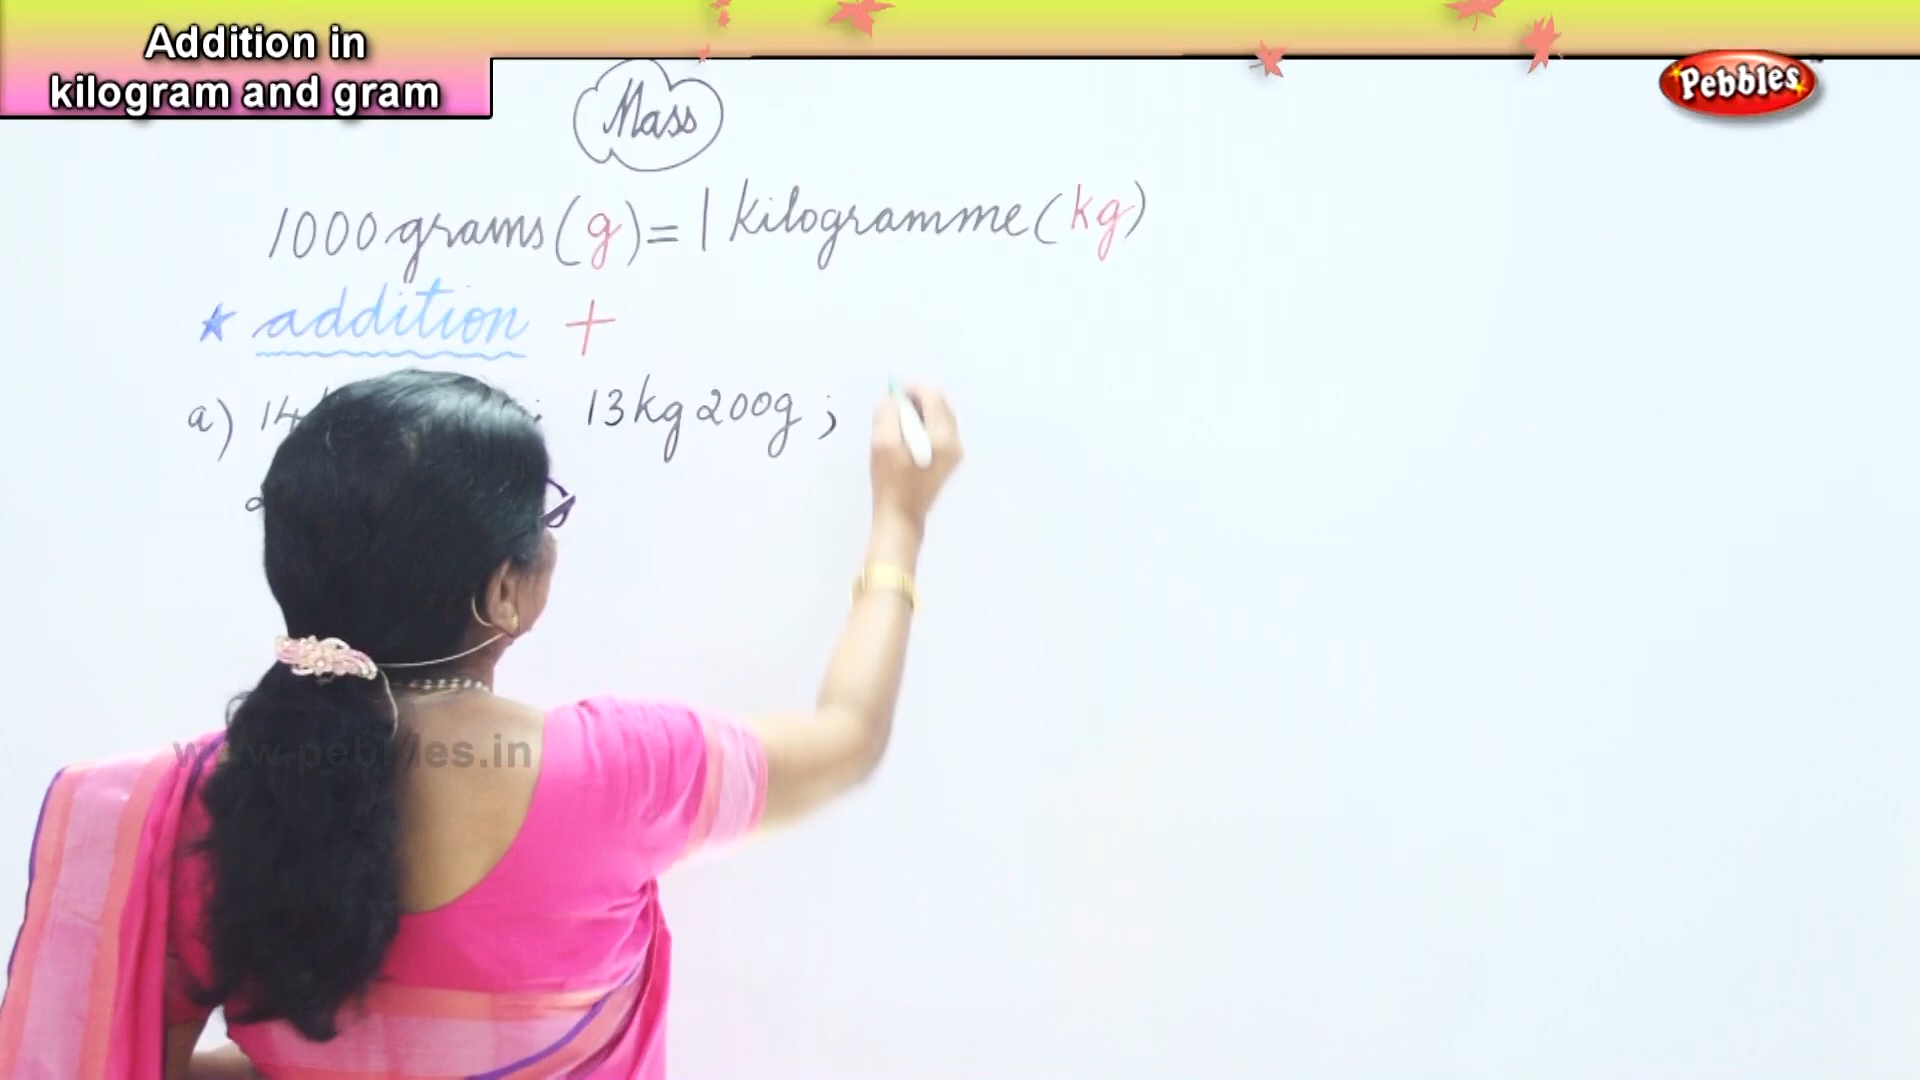 Addition in
kilogram and gram
Pebbles
Mass
1000 grams (g) = 1 kilogramme (kg)
addition +
a) 14 ; 13kg 200g ;
www.pebbles.in